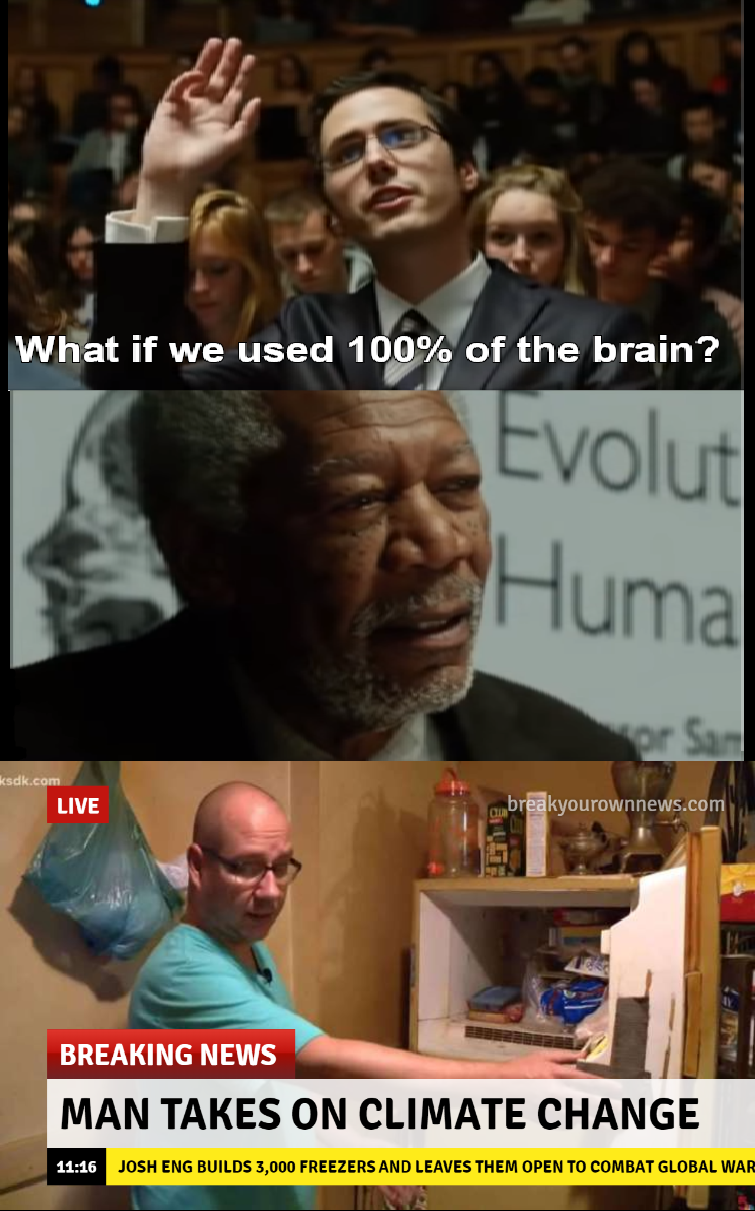 What if we used 100% of the brain?
Evolut
Huma
sor Sam
ksdk.com
LIVE
breakyourownnews.com
BREAKING NEWS
MAN TAKES ON CLIMATE CHANGE
11:16 JOSH ENG BUILDS 3,000 FREEZERS AND LEAVES THEM OPEN TO COMBAT GLOBAL WAR